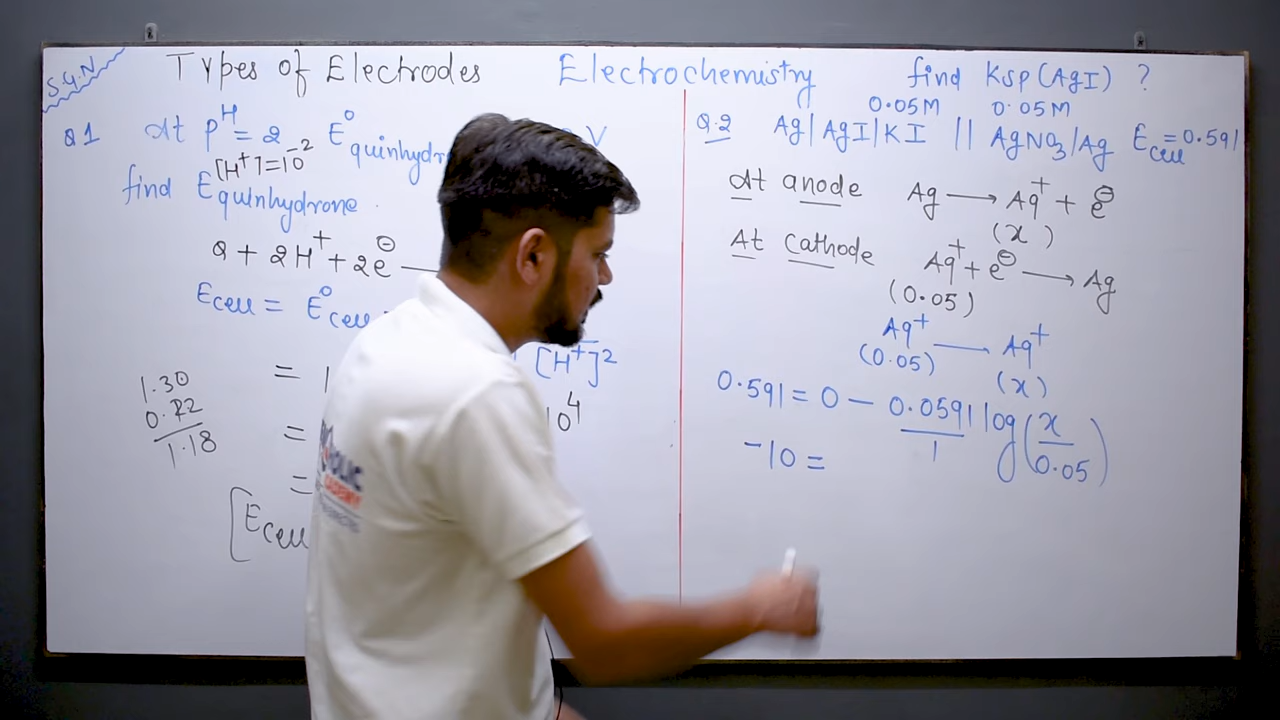 S.G.N
Types of Electrodes
Electrochemistry
find Ksp (AgI) ?
Q1 At pH = 2 E° V
[H+]=10^-2
find E quinhydrone.
Q + 2H+ + 2e⊖ —
Ecell = E°cell
[H+]²
= 1
= 10⁴
=
[Ecell
1.30
0.12
1.18
0.05M 0.05M
Q.2 Ag| AgI| KI || AgNO3/Ag Ecell = 0.591
At anode Ag ⟶ Ag+ + e⊖
(x)
At cathode Ag+ + e⊖ ⟶ Ag
(0.05)
Ag+ ⟶ Ag+
(0.05) (x)
0.591 = 0 − 0.0591/1 log(x/0.05)
-10 =